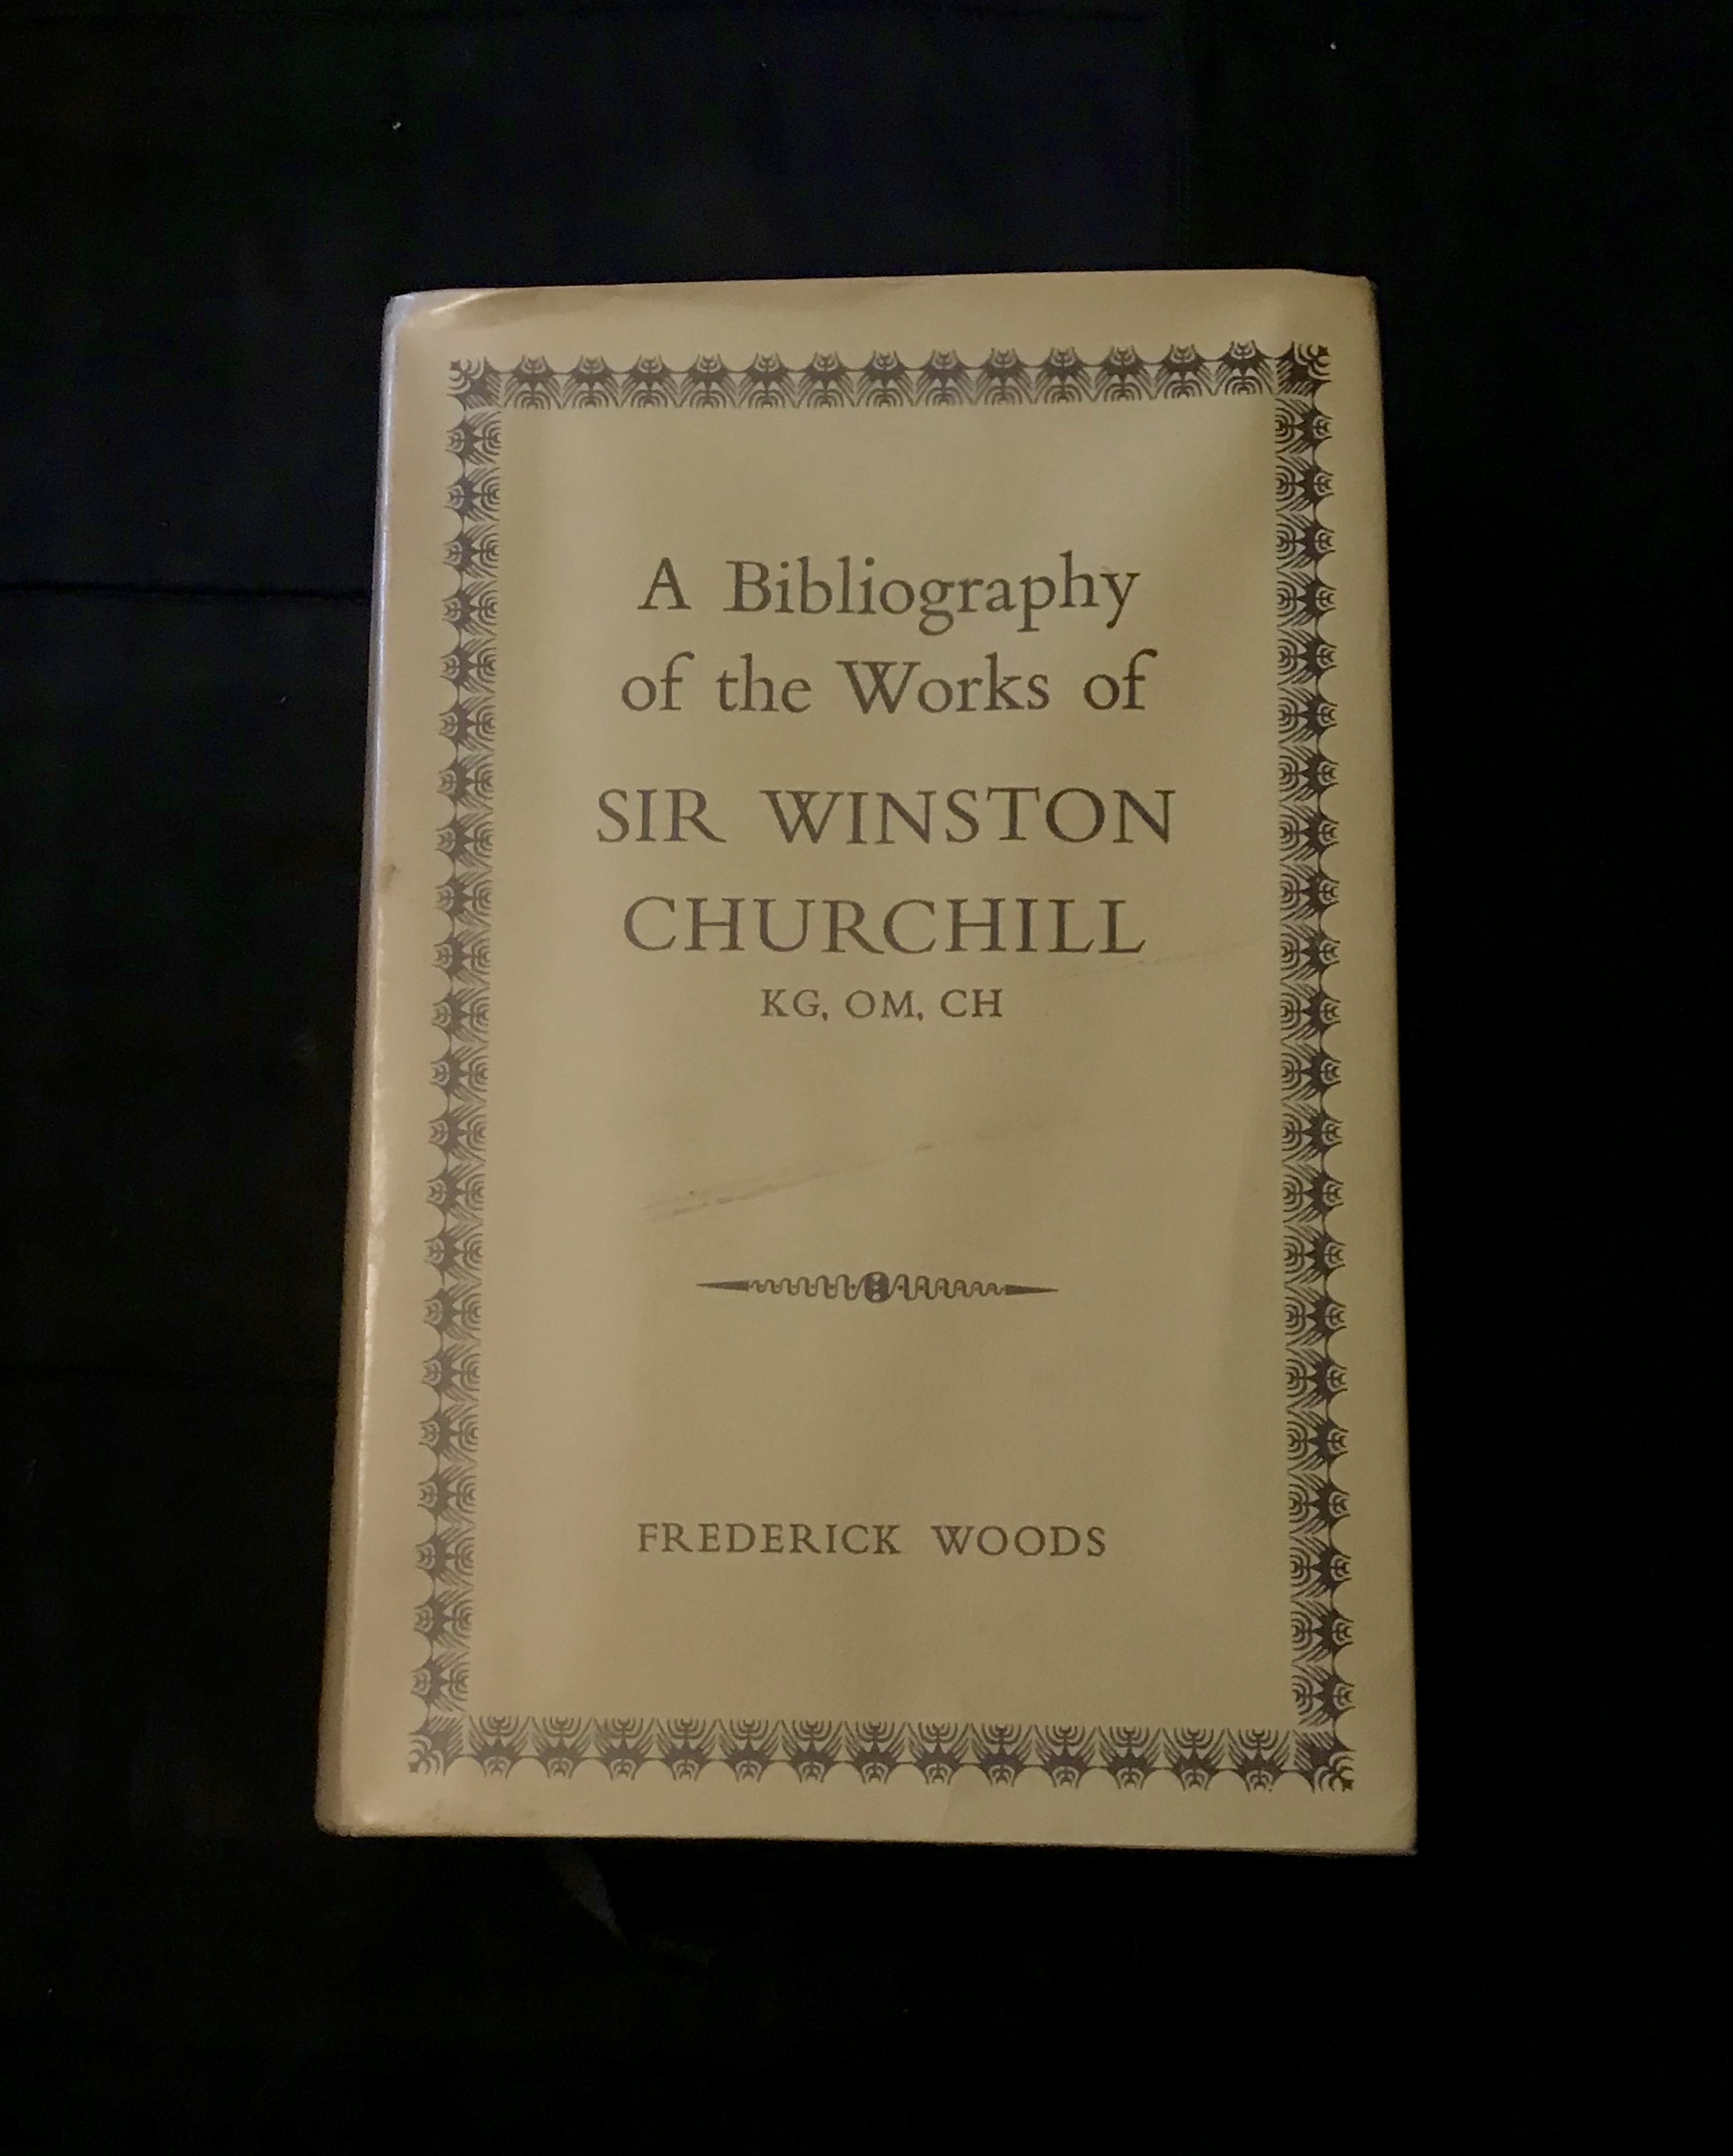 A Bibliography
of the Works of
SIR WINSTON
CHURCHILL
KG, OM, CH
FREDERICK WOODS